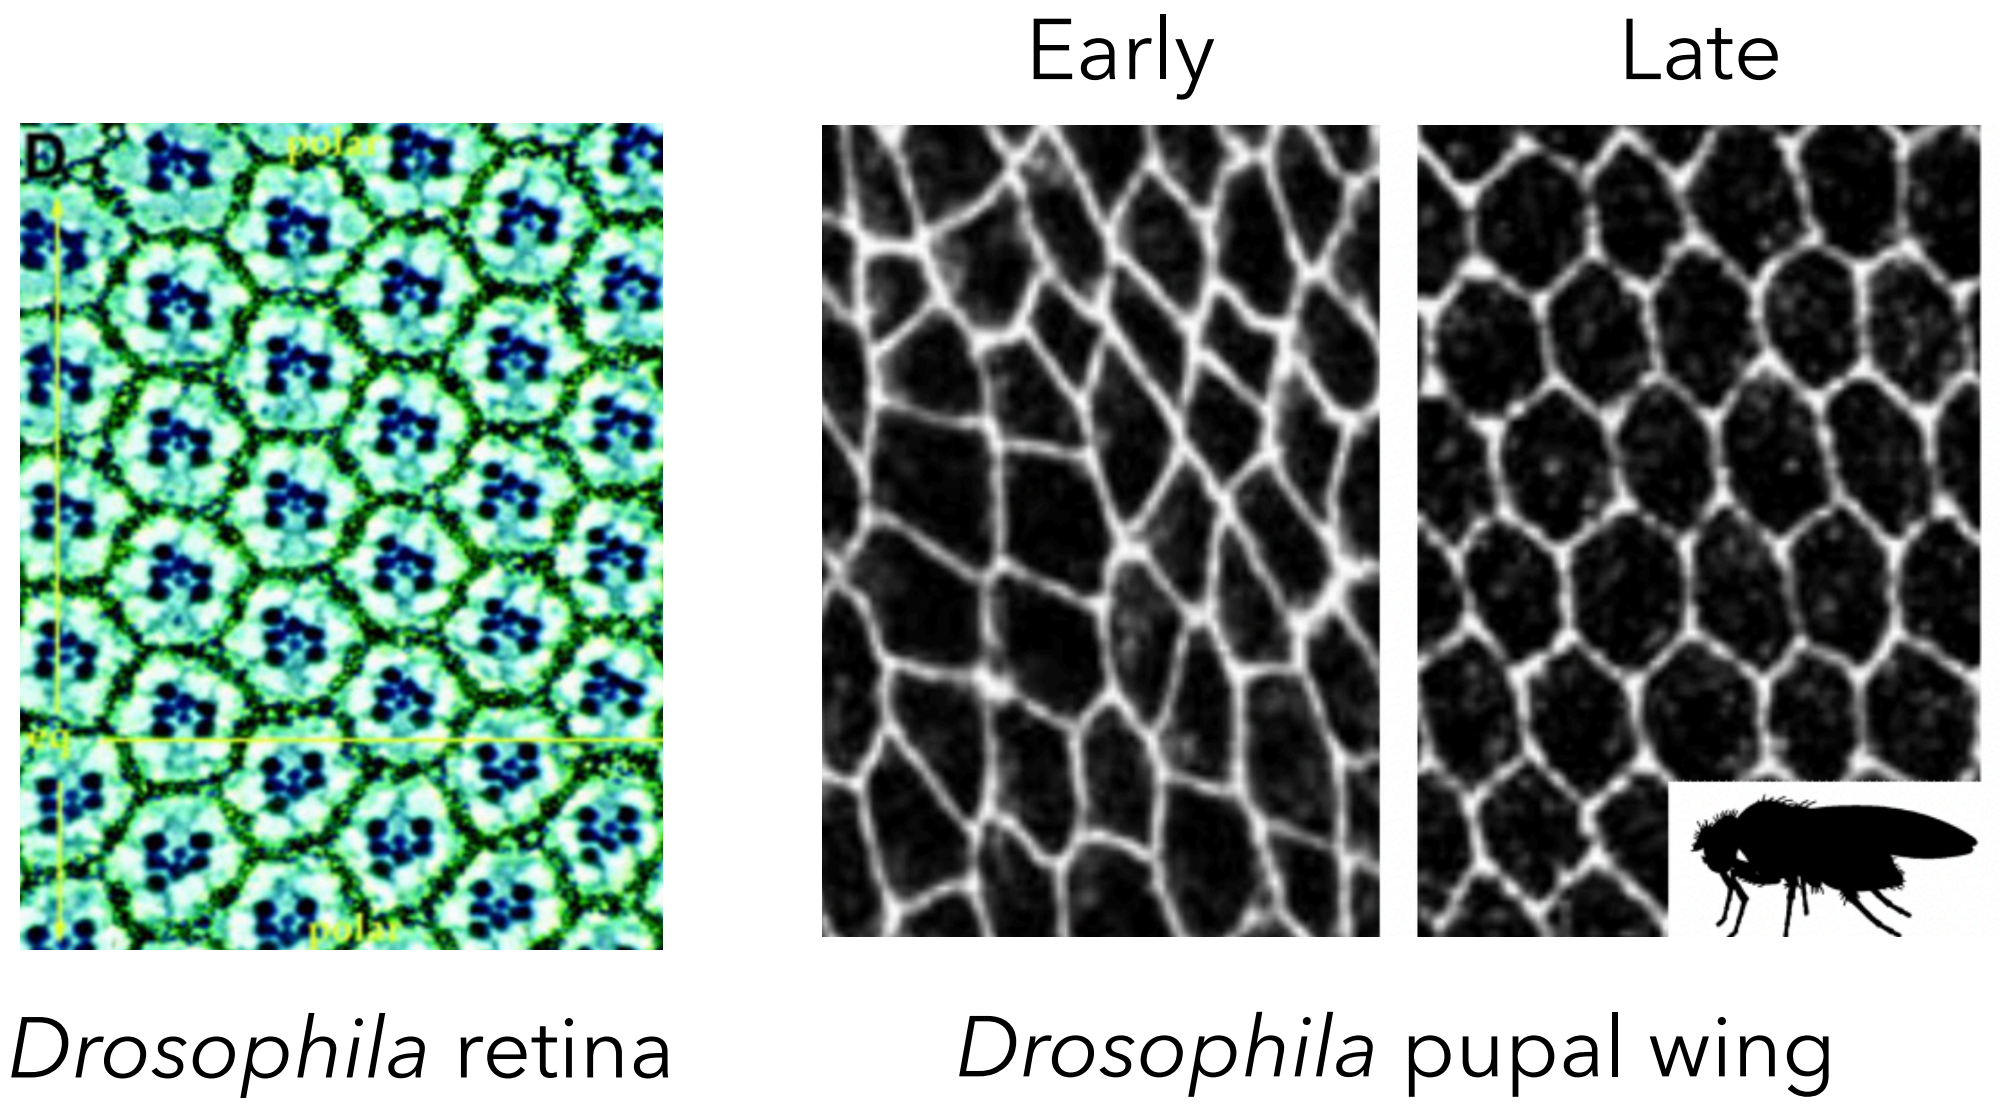 Early
Late
D
polar
eq
polar
Drosophila retina
Drosophila pupal wing